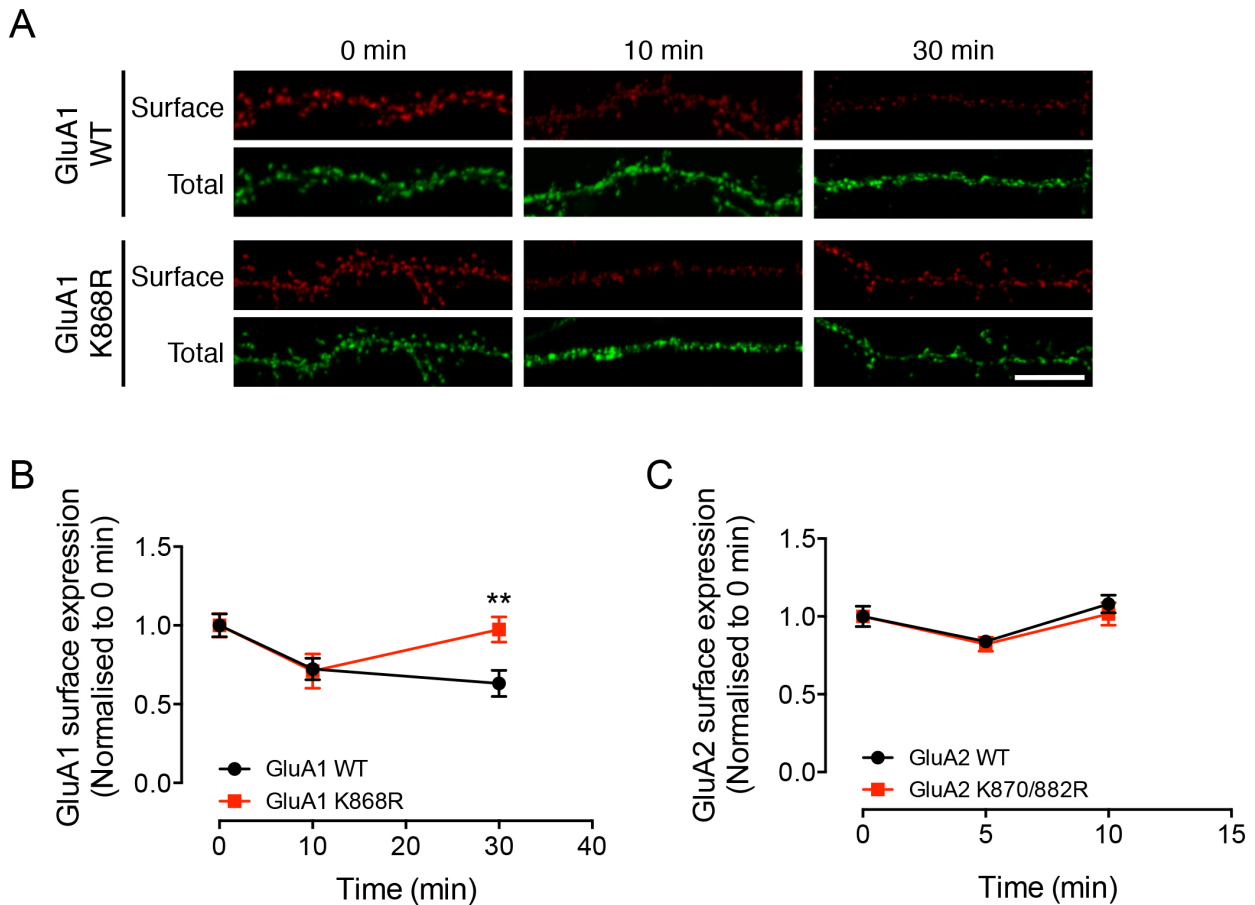 A
0 min 10 min 30 min
GluA1
WT
Surface
Total
GluA1
K868R
Surface
Total
B
GluA1 surface expression
(Normalised to 0 min)
1.5
1.0
0.5
0.0
**
GluA1 WT
GluA1 K868R
0 10 20 30 40
Time (min)
C
GluA2 surface expression
(Normalised to 0 min)
1.5
1.0
0.5
0.0
GluA2 WT
GluA2 K870/882R
0 5 10 15
Time (min)